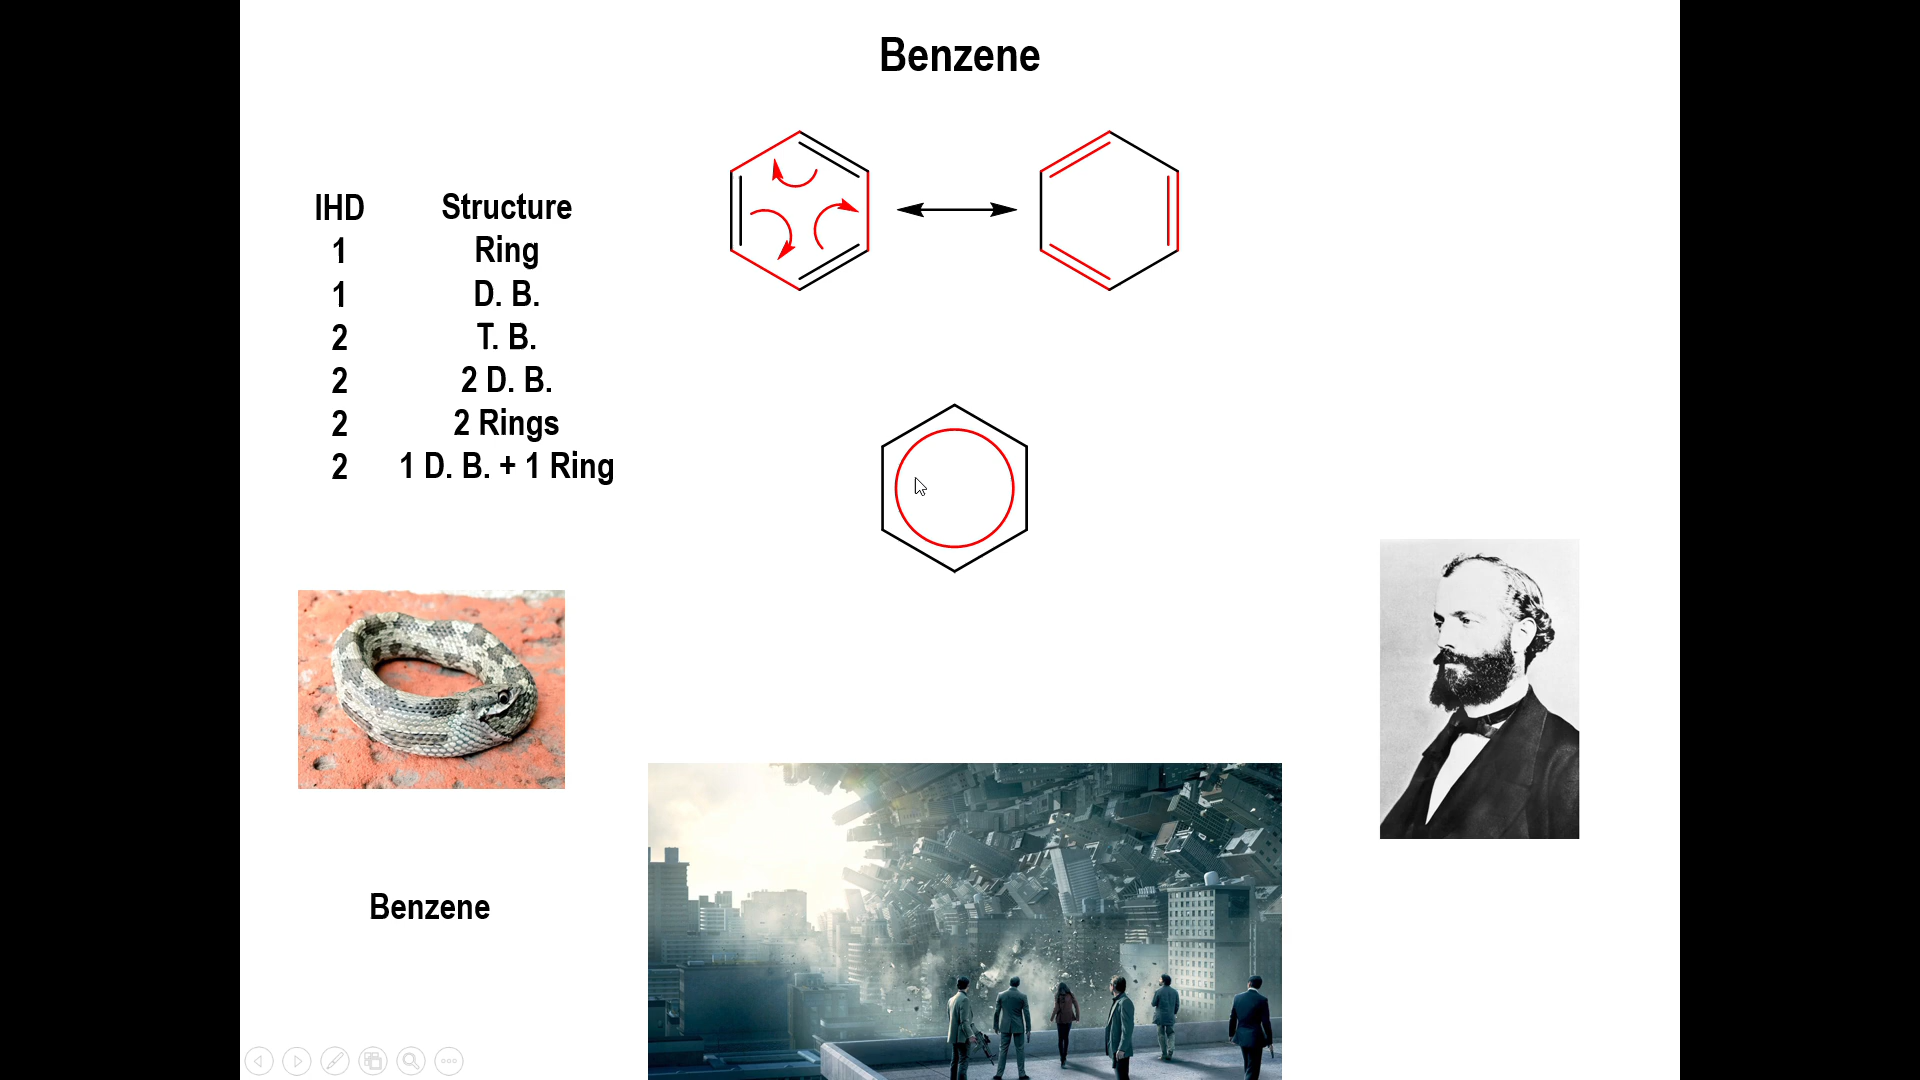 Benzene
IHD Structure
1 Ring
1 D. B.
2 T. B.
2 2 D. B.
2 2 Rings
2 1 D. B. + 1 Ring
Benzene